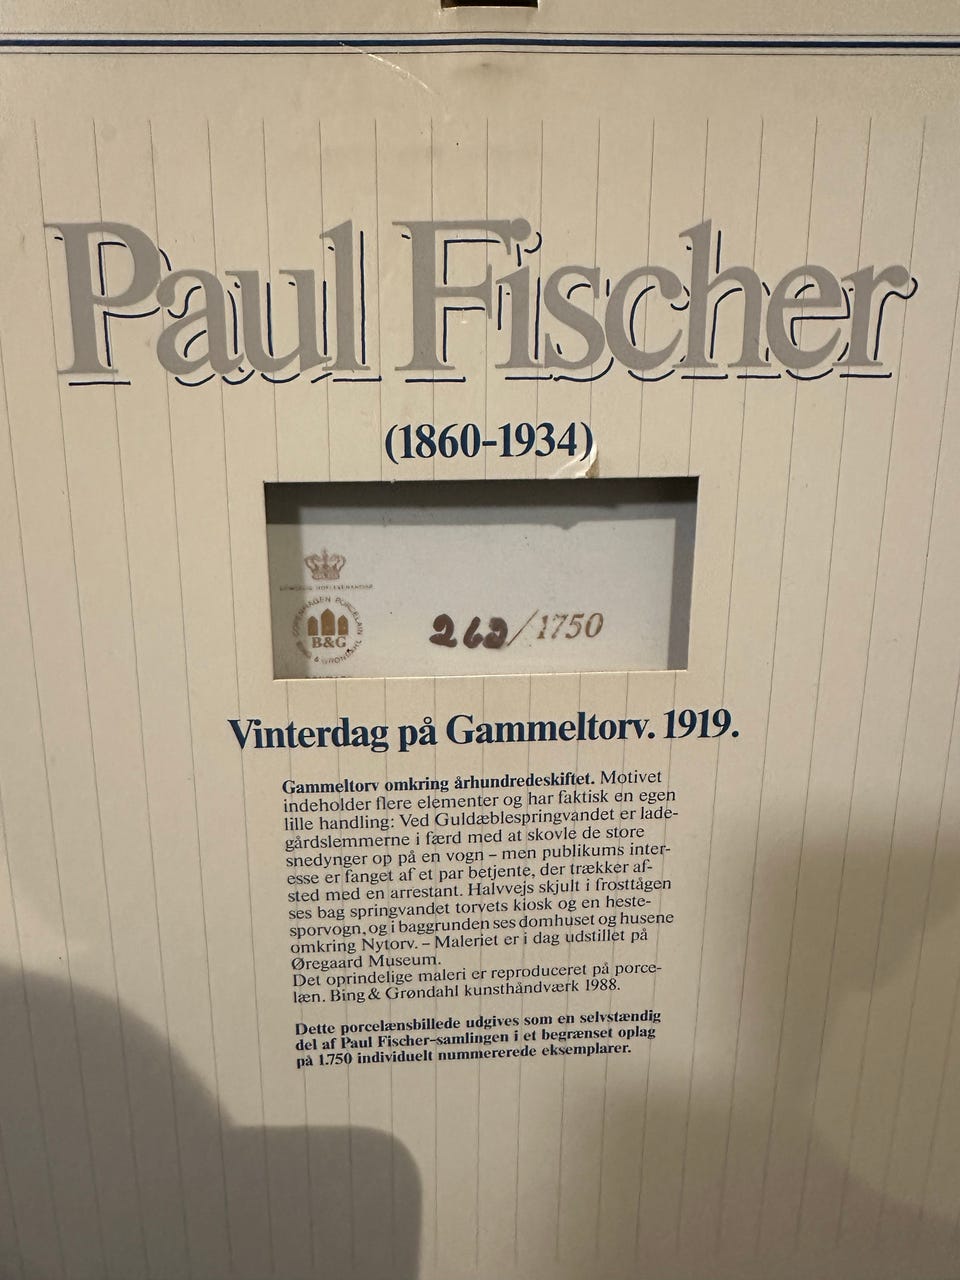 Paul Fischer
(1860-1934)
COPENHAGEN PORCELAIN
B&G
& GRØNDAHL
/1750
Vinterdag på Gammeltorv. 1919.
Gammeltorv omkring århundredeskiftet. Motivet
indeholder flere elementer og har faktisk en egen
lille handling: Ved Guldæblespringvandet er lade-
gårdslemmerne i færd med at skovle de store
snedynger op på en vogn – men publikums inter-
esse er fanget af et par betjente, der trækker af-
sted med en arrestant. Halvvejs skjult i frosttågen
ses bag springvandet torvets kiosk og en heste-
sporvogn, og i baggrunden ses domhuset og husene
omkring Nytorv. – Maleriet er i dag udstillet på
Øregaard Museum.
Det oprindelige maleri er reproduceret på porce-
læn. Bing & Grøndahl kunsthåndværk 1988.
Dette porcelænsbillede udgives som en selvstændig
del af Paul Fischer-samlingen i et begrænset oplag
på 1.750 individuelt nummererede eksemplarer.